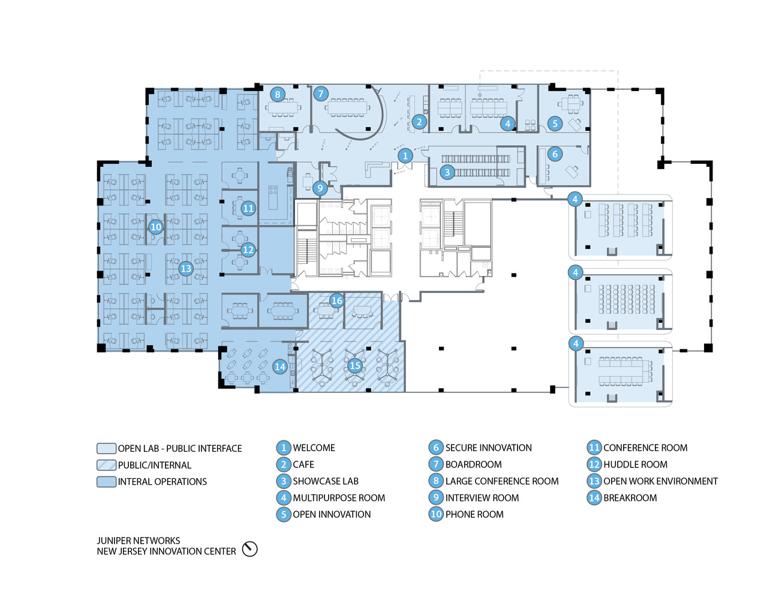 8
7
2
4
5
1
6
3
9
4
11
10
12
13
4
16
4
14
15
OPEN LAB - PUBLIC INTERFACE
PUBLIC/INTERNAL
INTERAL OPERATIONS
1 WELCOME
2 CAFE
3 SHOWCASE LAB
4 MULTIPURPOSE ROOM
5 OPEN INNOVATION
6 SECURE INNOVATION
7 BOARDROOM
8 LARGE CONFERENCE ROOM
9 INTERVIEW ROOM
10 PHONE ROOM
11 CONFERENCE ROOM
12 HUDDLE ROOM
13 OPEN WORK ENVIRONMENT
14 BREAKROOM
JUNIPER NETWORKS
NEW JERSEY INNOVATION CENTER